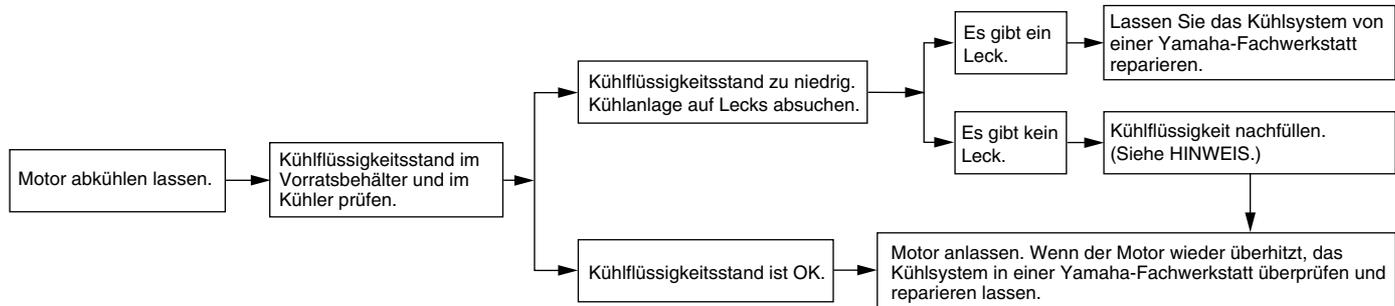 Motor abkühlen lassen.
Kühlflüssigkeitsstand im
Vorratsbehälter und im
Kühler prüfen.
Kühlflüssigkeitsstand zu niedrig.
Kühlanlage auf Lecks absuchen.
Es gibt ein
Leck.
Lassen Sie das Kühlsystem von
einer Yamaha-Fachwerkstatt
reparieren.
Es gibt kein
Leck.
Kühlflüssigkeit nachfüllen.
(Siehe HINWEIS.)
Kühlflüssigkeitsstand ist OK.
Motor anlassen. Wenn der Motor wieder überhitzt, das
Kühlsystem in einer Yamaha-Fachwerkstatt überprüfen und
reparieren lassen.